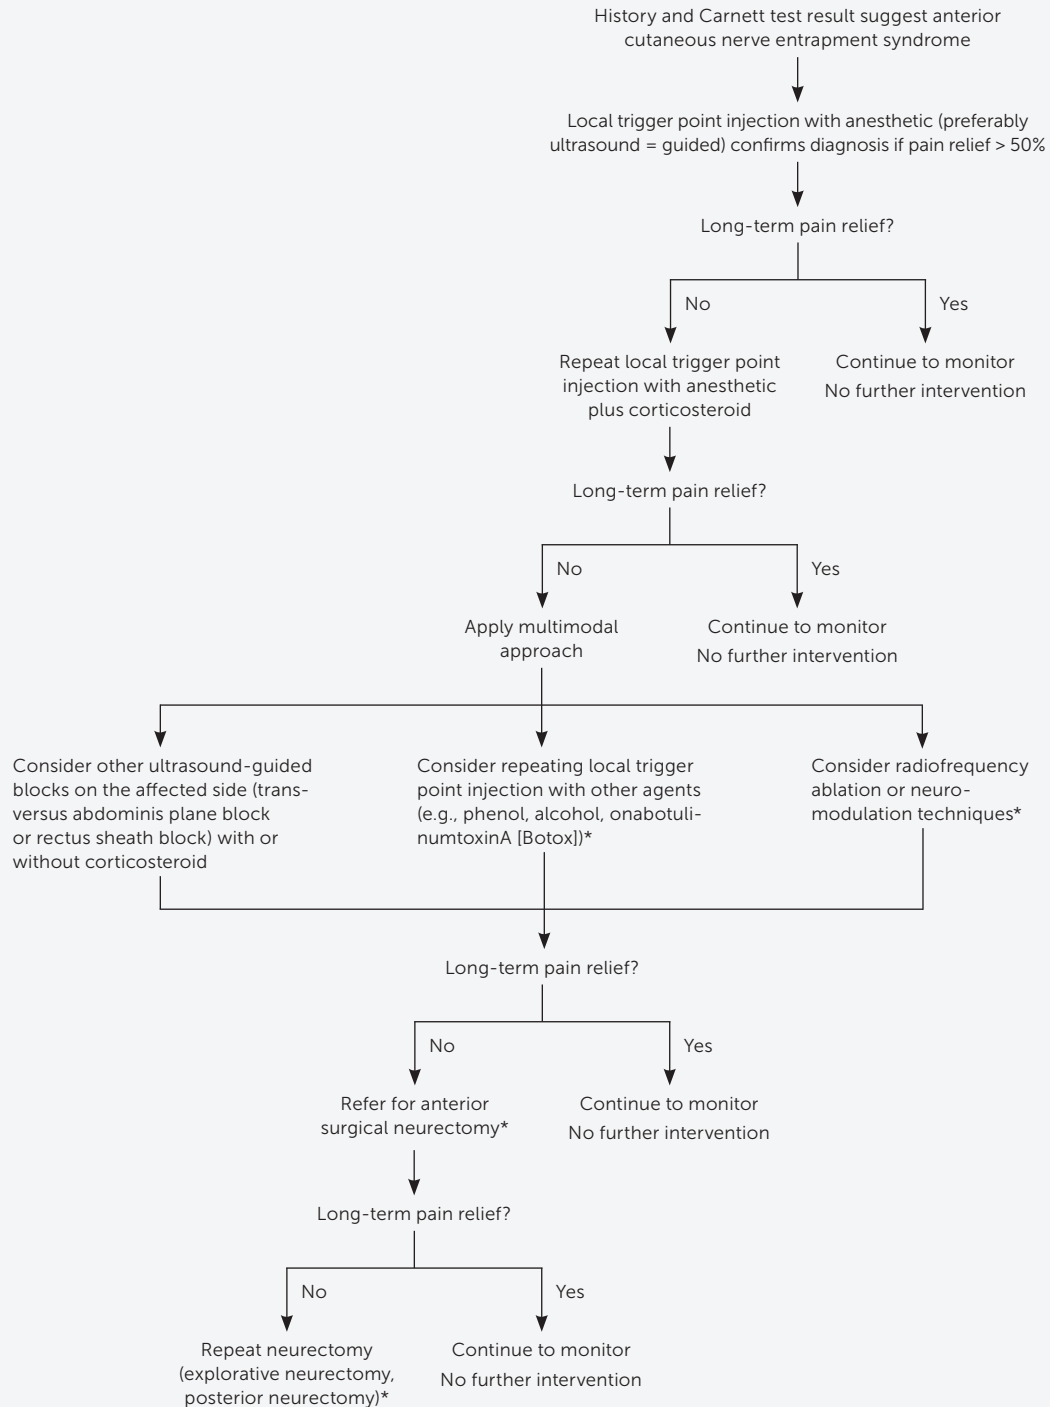 History and Carnett test result suggest anterior
cutaneous nerve entrapment syndrome
Local trigger point injection with anesthetic (preferably
ultrasound = guided) confirms diagnosis if pain relief > 50%
Long-term pain relief?
No
Yes
Repeat local trigger point
injection with anesthetic
plus corticosteroid
Continue to monitor
No further intervention
Long-term pain relief?
No
Yes
Apply multimodal
approach
Continue to monitor
No further intervention
Consider other ultrasound-guided
blocks on the affected side (trans-
versus abdominis plane block
or rectus sheath block) with or
without corticosteroid
Consider repeating local trigger
point injection with other agents
(e.g., phenol, alcohol, onabotuli-
numtoxinA [Botox])*
Consider radiofrequency
ablation or neuro-
modulation techniques*
Long-term pain relief?
No
Yes
Refer for anterior
surgical neurectomy*
Continue to monitor
No further intervention
Long-term pain relief?
No
Yes
Repeat neurectomy
(explorative neurectomy,
posterior neurectomy)*
Continue to monitor
No further intervention